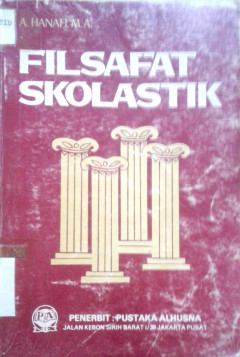 A. HANAFI M.A.
FILSAFAT
SKOLASTIK
PENERBIT : PUSTAKA ALHUSNA
JALAN KEBON SIRIH BARAT I/39 JAKARTA PUSAT